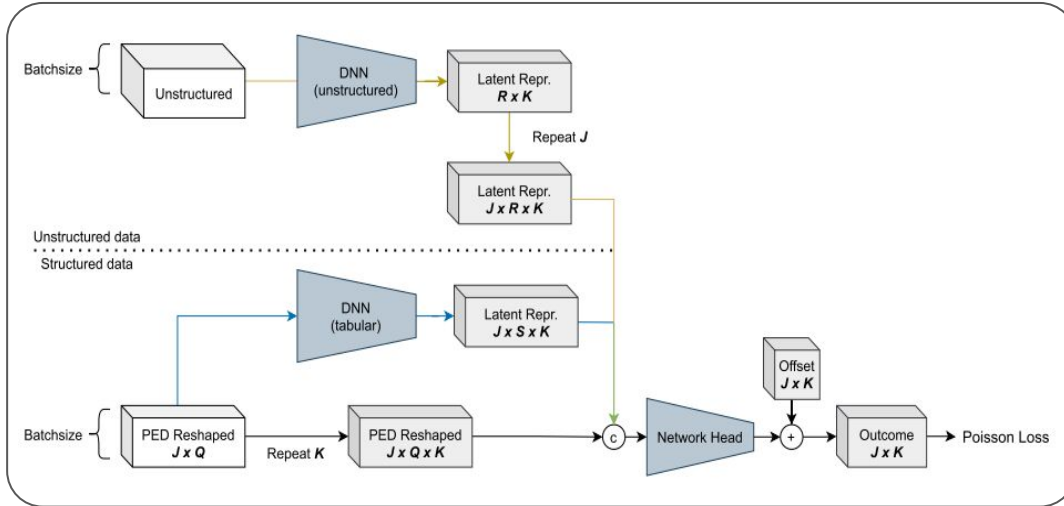 Batchsize
Unstructured
DNN
(unstructured)
Latent Repr.
R x K
Repeat J
Latent Repr.
J x R x K
Unstructured data
Structured data
DNN
(tabular)
Latent Repr.
J x S x K
Offset
J x K
Batchsize
PED Reshaped
J x Q
Repeat K
PED Reshaped
J x Q x K
c
Network Head
+
Outcome
J x K
Poisson Loss